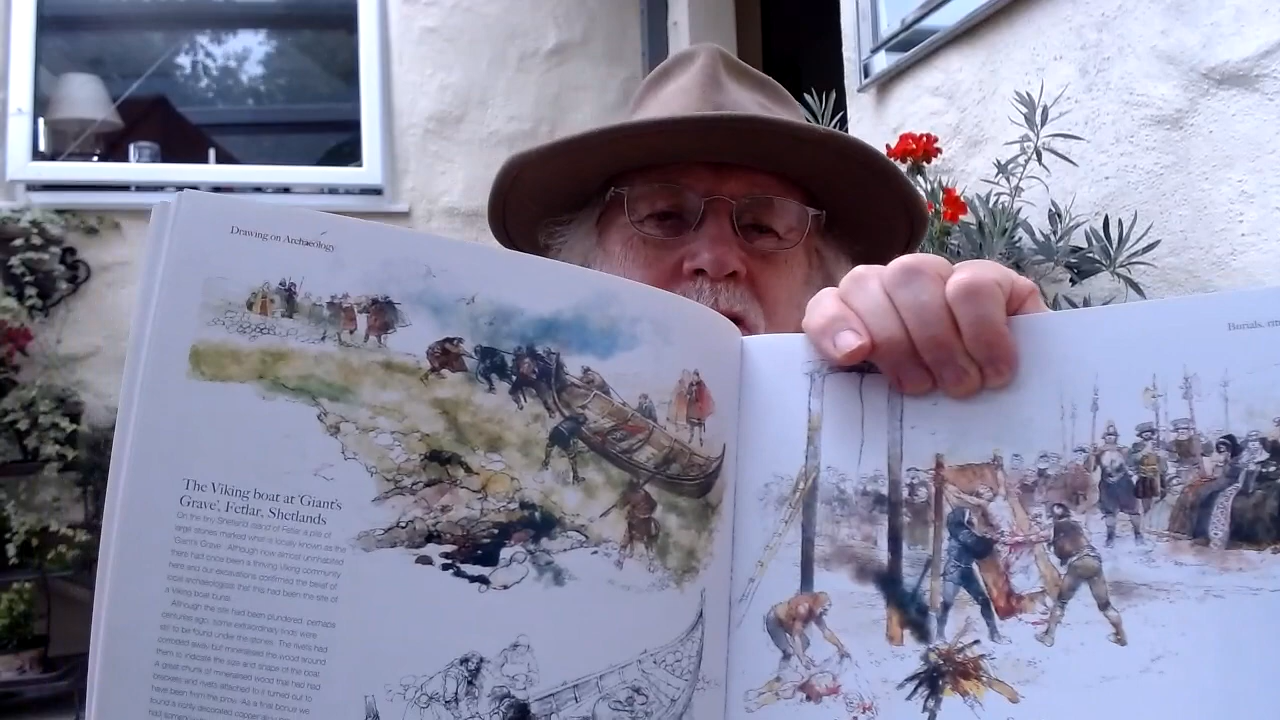 Drawing on Archaeology
Burials, rit
The Viking boat at 'Giant's
Grave', Fetlar, Shetlands
On the tiny Shetland island of Fetlar a pile of
large stones marked what is locally known as the
'Giant's Grave'. Although now almost uninhabited
there had once been a thriving Viking community
here and our excavations confirmed the belief of
local archaeologists that this had been the site of
a Viking boat burial.
Although the site had been plundered, perhaps
centuries ago, some extraordinary finds were
still to be found under the stones. The rivets had
corroded away but mineralised the wood around
them to indicate the size and shape of the boat.
A great chunk of mineralised wood that had had
brackets and rivets attached to it turned out to
have been from the prow. As a final bonus we
found a finely decorated copper
had